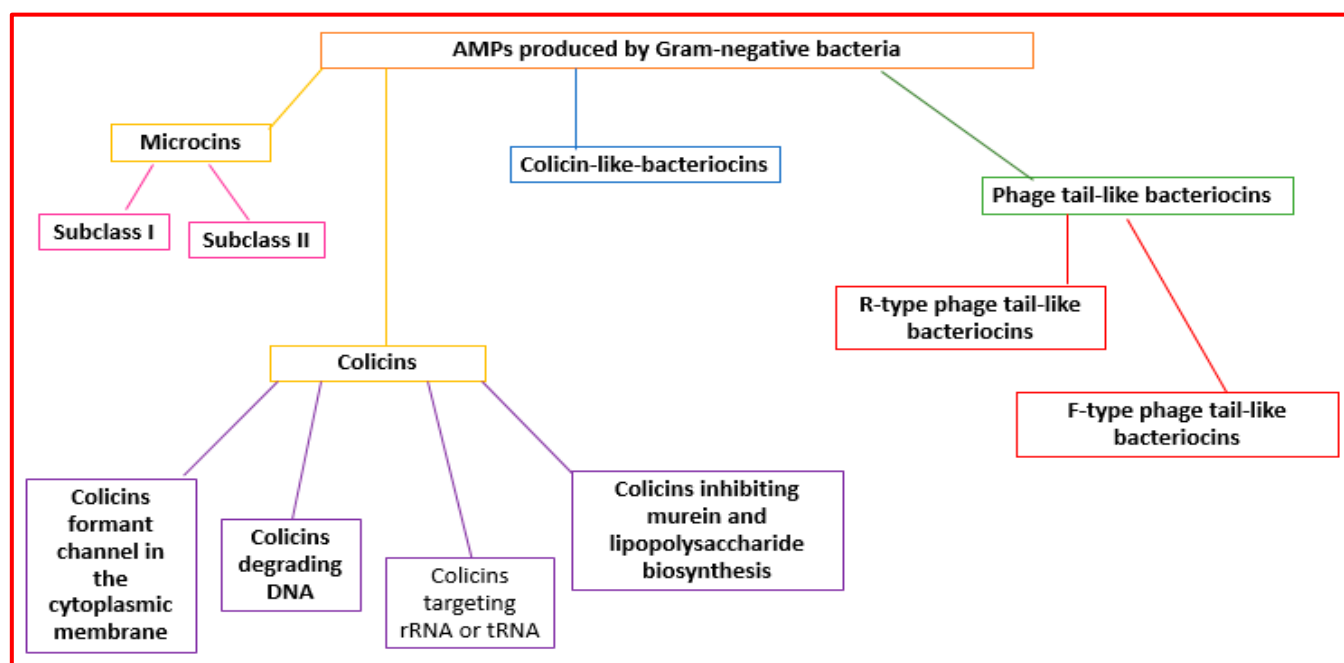 AMPs produced by Gram-negative bacteria
Microcins
Colicin-like-bacteriocins
Phage tail-like bacteriocins
Subclass I
Subclass II
R-type phage tail-like
bacteriocins
Colicins
F-type phage tail-like
bacteriocins
Colicins
formant
channel in
the
cytoplasmic
membrane
Colicins
degrading
DNA
Colicins
targeting
rRNA or tRNA
Colicins inhibiting
murein and
lipopolysaccharide
biosynthesis